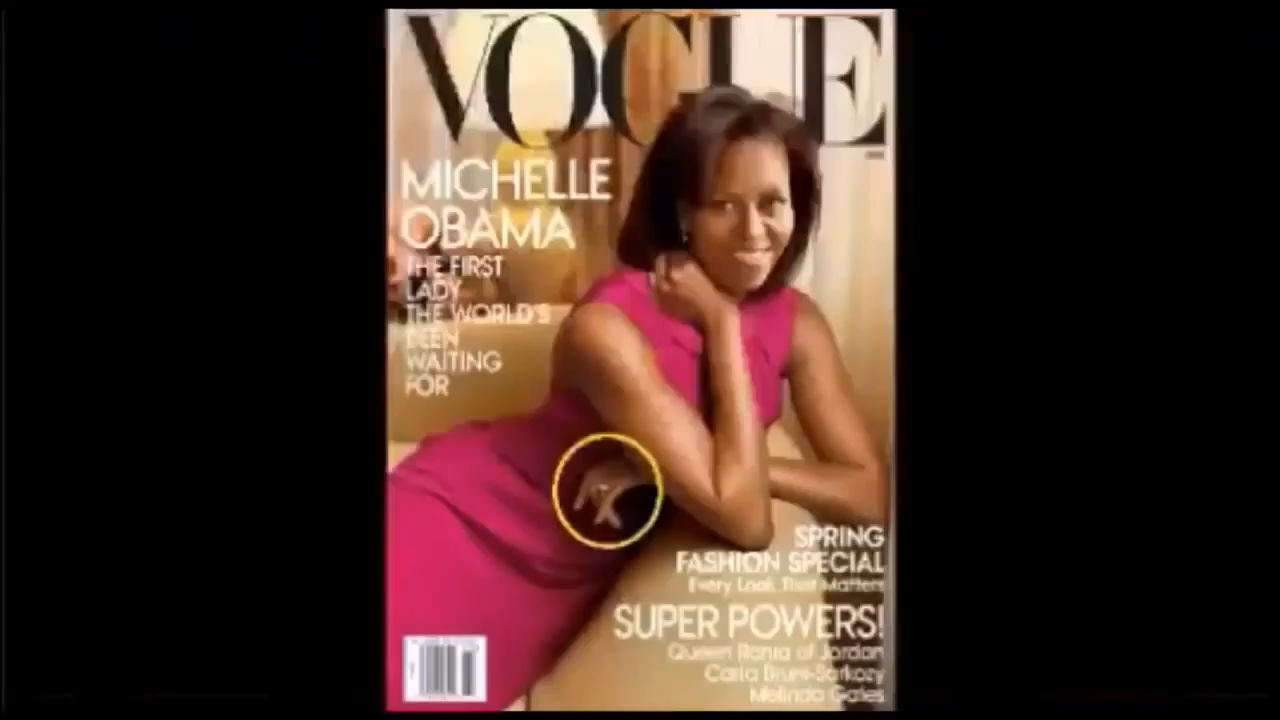 VOGUE
MICHELLE
OBAMA
THE FIRST
LADY
THE WORLD'S
BEEN
WAITING
FOR
SPRING
FASHION SPECIAL
Every Look That Matters
SUPER POWERS!
Queen Rania of Jordan
Carla Bruni-Sarkozy
Melinda Gates